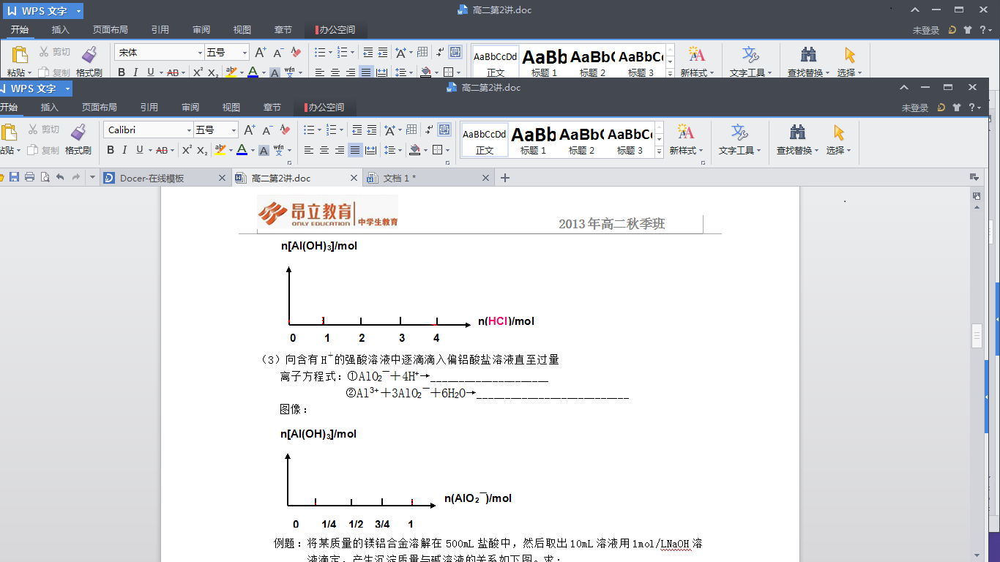 WPS 文字
高二第2讲.doc
开始 插入 页面布局 引用 审阅 视图 章节 办公空间
未登录
粘贴 剪切 复制 格式刷
宋体 五号
AaBbCcDd AaBb AaBb( AaBbC
正文 标题 1 标题 2 标题 3
新样式 文字工具 查找替换 选择
WPS 文字
高二第2讲.doc
开始 插入 页面布局 引用 审阅 视图 章节 办公空间
未登录
粘贴 剪切 复制 格式刷
Calibri 五号
AaBbCcDd AaBb AaBb( AaBbC
正文 标题 1 标题 2 标题 3
新样式 文字工具 查找替换 选择
Docer-在线模板 高二第2讲.doc 文档 1 *
昂立教育 中学生教育
ONLY EDUCATION
2013 年高二秋季班
n[Al(OH)₃]/mol
n(HCl)/mol
0 1 2 3 4
（3）向含有 H⁺的强酸溶液中逐滴滴入偏铝酸盐溶液直至过量
离子方程式：①AlO₂⁻＋4H⁺→_____________________
②Al³⁺＋3AlO₂⁻＋6H₂O→___________________________
图像：
n[Al(OH)₃]/mol
n(AlO₂⁻)/mol
0 1/4 1/2 3/4 1
例题：将某质量的镁铝合金溶解在 500mL 盐酸中，然后取出 10mL 溶液用 1mol/LNaOH 溶
液滴定，产生沉淀质量与碱溶液的关系如下图。求：